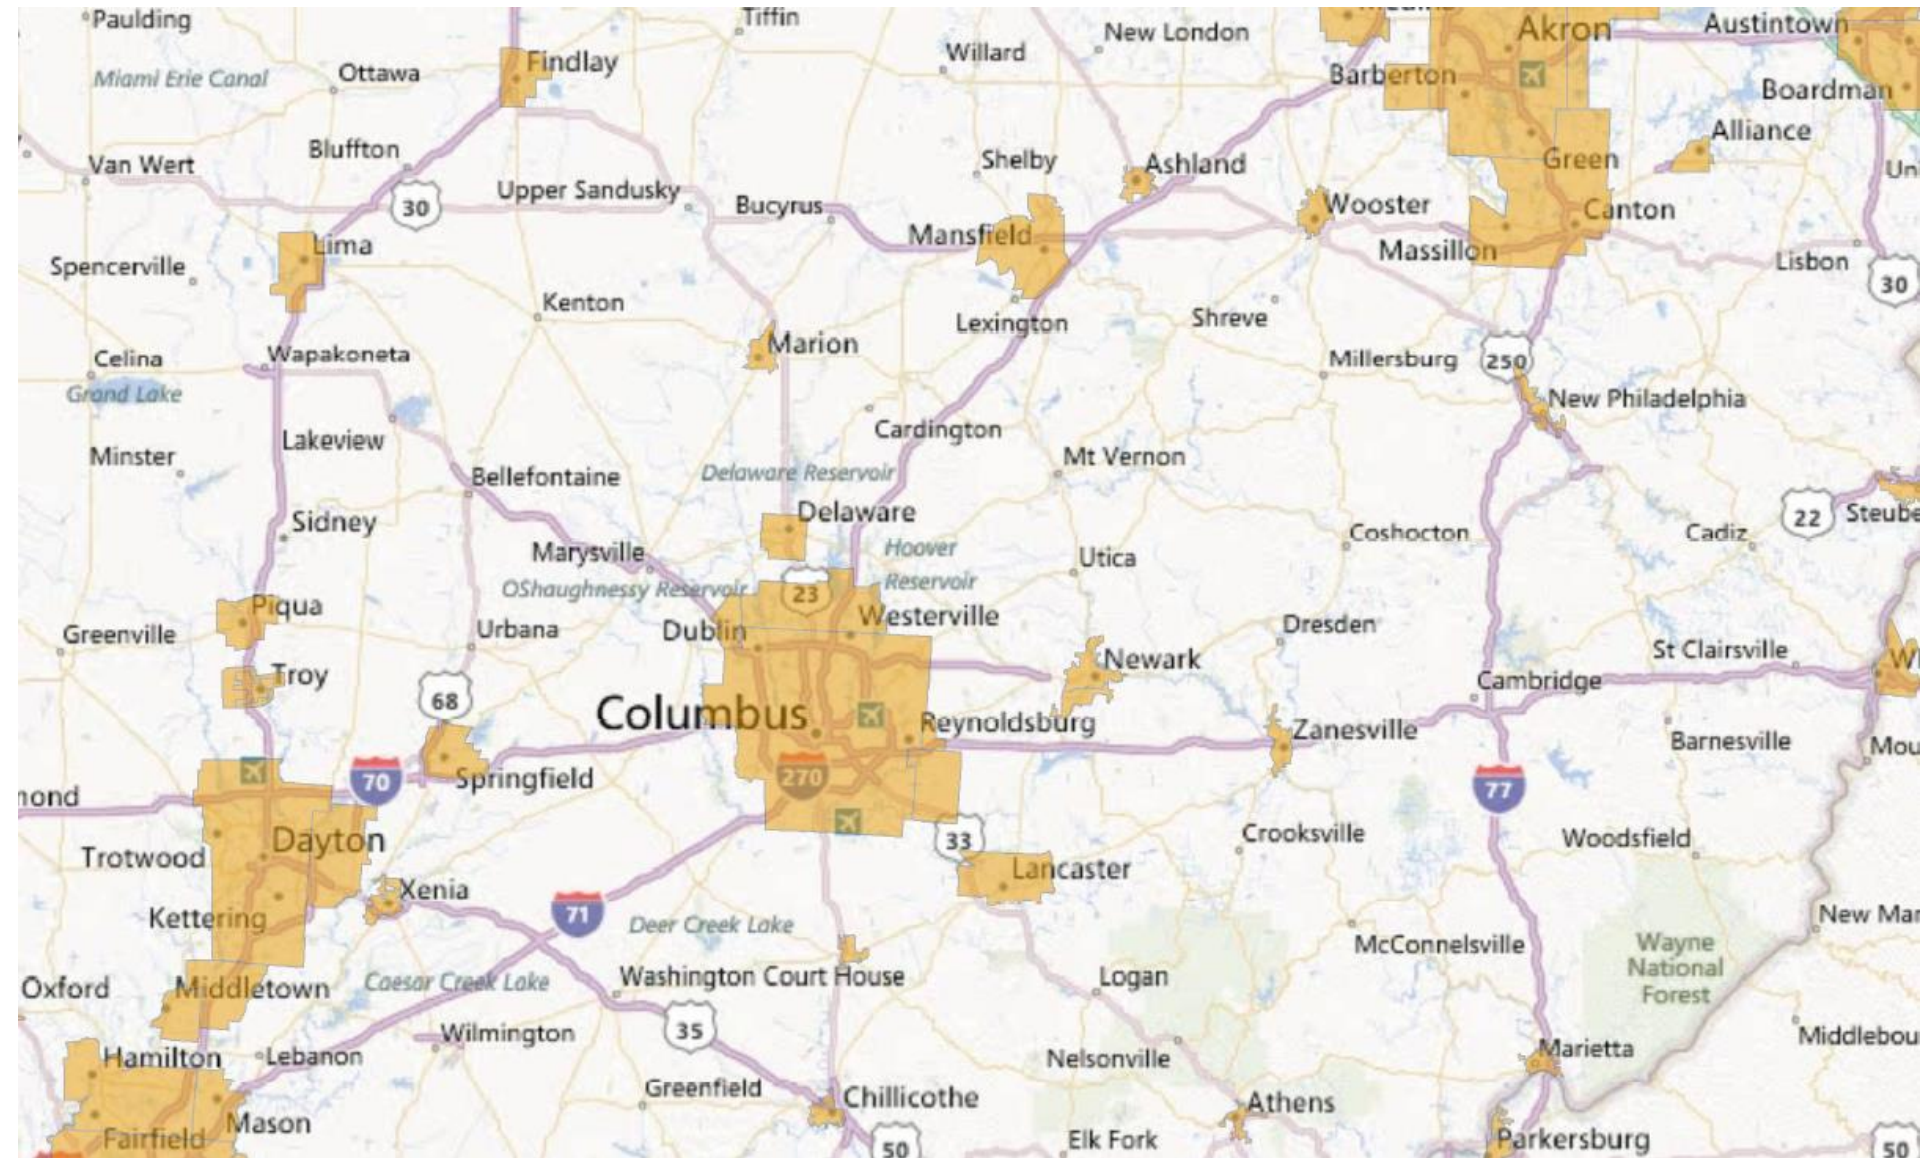 Paulding
Tiffin
New London
Akron
Austintown
Findlay
Willard
Miami Erie Canal
Ottawa
Barberton
Boardman
Alliance
Bluffton
Van Wert
Shelby
Ashland
Green
30
Upper Sandusky
Bucyrus
Wooster
Canton
Mansfield
Massillon
Lima
Spencerville
Lisbon
30
Kenton
Lexington
Shreve
Marion
Celina
Wapakoneta
Millersburg
250
Grand Lake
New Philadelphia
Lakeview
Cardington
Minster
Mt Vernon
Bellefontaine
Delaware Reservoir
Delaware
22
Steube
Sidney
Coshocton
Cadiz
Marysville
Hoover
Reservoir
Utica
OShaughnessy Reservoir
23
Piqua
Westerville
Greenville
Urbana
Dublin
Dresden
St Clairsville
Newark
Troy
Cambridge
68
Columbus
Reynoldsburg
Zanesville
Barnesville
Mou
Springfield
70
270
77
mond
Dayton
33
Crooksville
Woodsfield
Trotwood
Lancaster
Xenia
71
Kettering
Deer Creek Lake
New Mar
McConnelsville
Wayne
National
Forest
Oxford
Middletown
Caesar Creek Lake
Washington Court House
Logan
Wilmington
35
Middlebou
Hamilton
Lebanon
Nelsonville
Marietta
Greenfield
Chillicothe
Athens
Mason
Fairfield
50
Elk Fork
Parkersburg
50